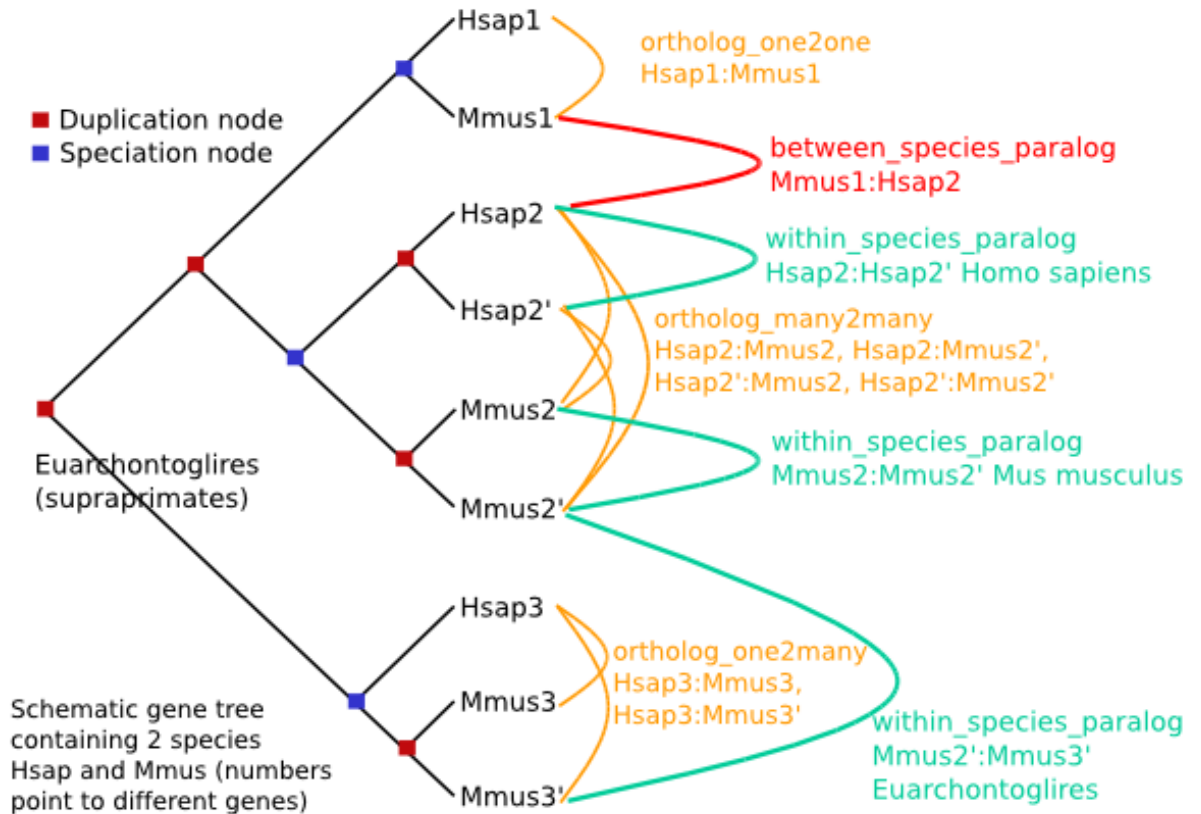 Hsap1
ortholog_one2one
Hsap1:Mmus1
Duplication node
Speciation node
Mmus1
between_species_paralog
Mmus1:Hsap2
Hsap2
within_species_paralog
Hsap2:Hsap2' Homo sapiens
Hsap2'
ortholog_many2many
Hsap2:Mmus2, Hsap2:Mmus2',
Hsap2':Mmus2, Hsap2':Mmus2'
Mmus2
within_species_paralog
Mmus2:Mmus2' Mus musculus
Euarchontoglires
(supraprimates)
Mmus2'
Hsap3
ortholog_one2many
Hsap3:Mmus3,
Hsap3:Mmus3'
Mmus3
within_species_paralog
Mmus2':Mmus3'
Euarchontoglires
Schematic gene tree
containing 2 species
Hsap and Mmus (numbers
point to different genes)
Mmus3'